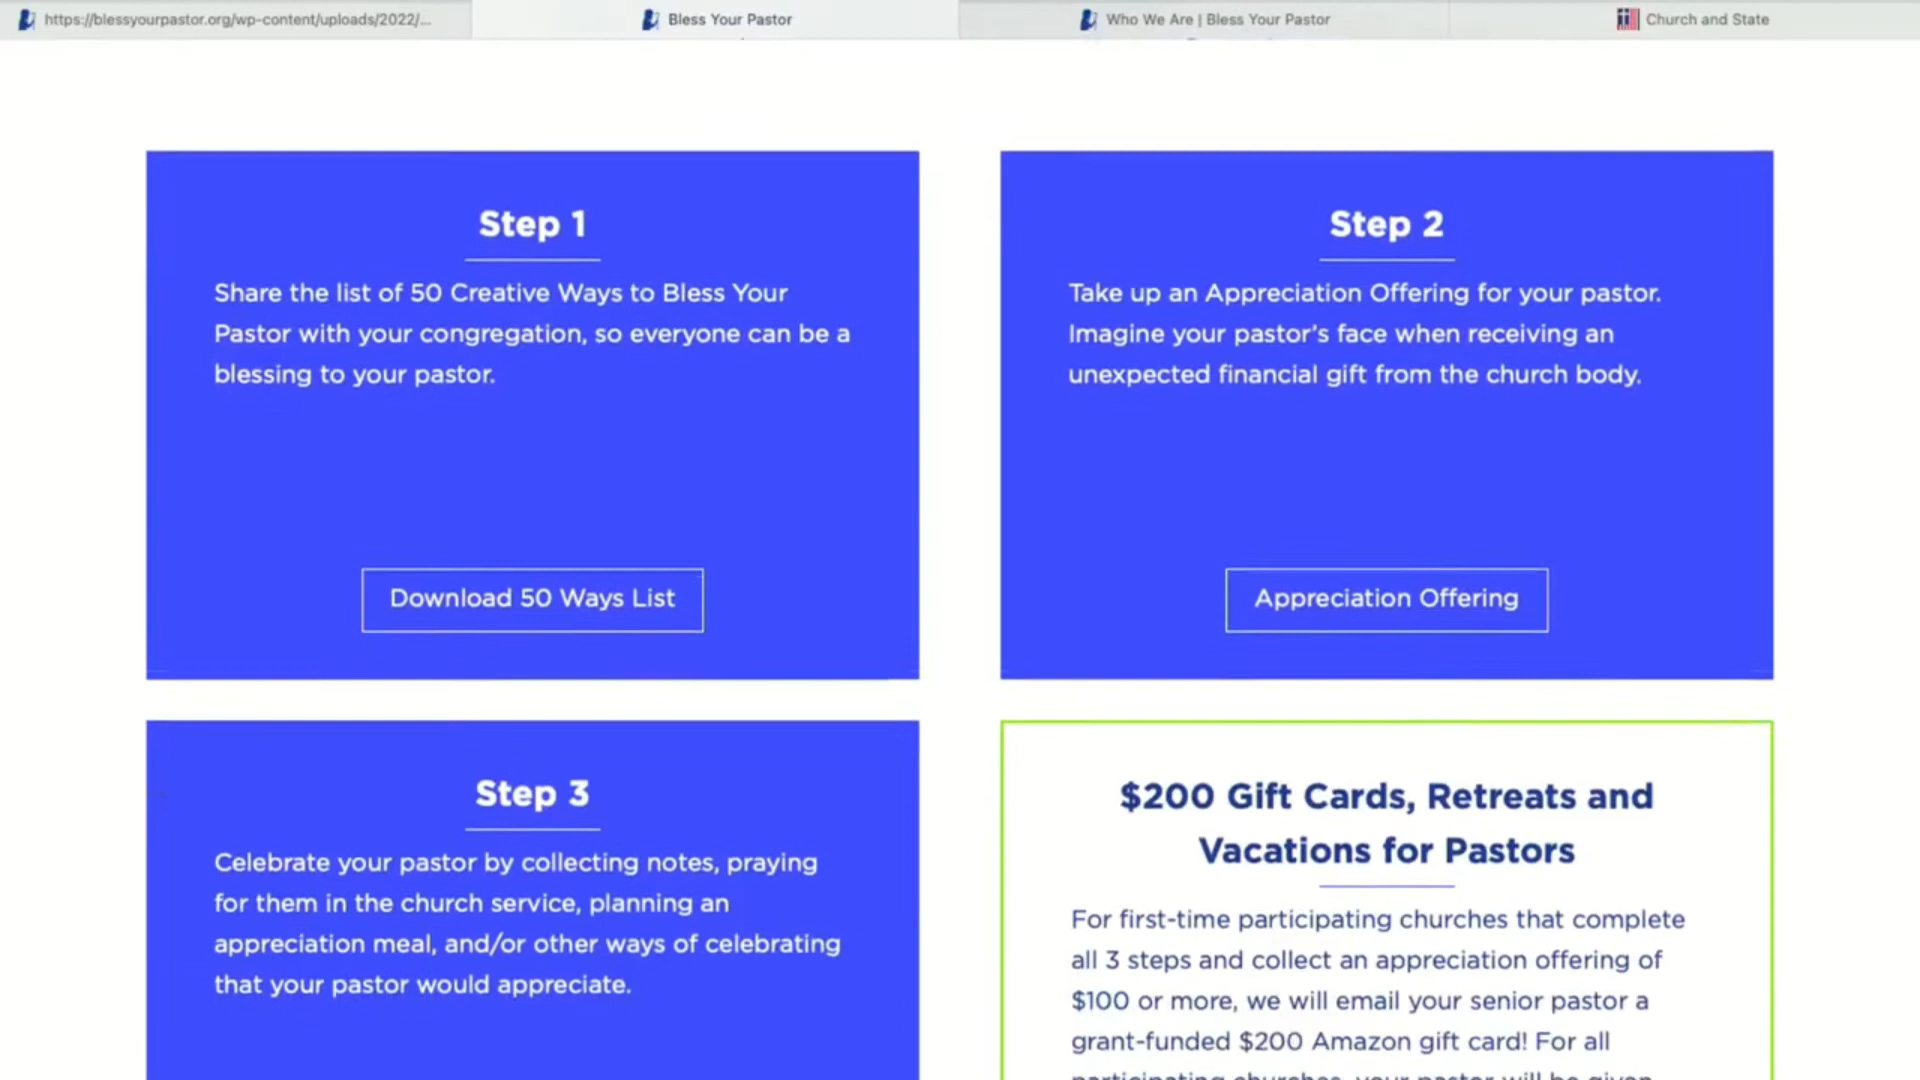 https://blessyourpastor.org/wp-content/uploads/2022/...
Bless Your Pastor
Who We Are | Bless Your Pastor
Church and State
Step 1
Share the list of 50 Creative Ways to Bless Your
Pastor with your congregation, so everyone can be a
blessing to your pastor.
Download 50 Ways List
Step 2
Take up an Appreciation Offering for your pastor.
Imagine your pastor's face when receiving an
unexpected financial gift from the church body.
Appreciation Offering
Step 3
Celebrate your pastor by collecting notes, praying
for them in the church service, planning an
appreciation meal, and/or other ways of celebrating
that your pastor would appreciate.
$200 Gift Cards, Retreats and
Vacations for Pastors
For first-time participating churches that complete
all 3 steps and collect an appreciation offering of
$100 or more, we will email your senior pastor a
grant-funded $200 Amazon gift card! For all
participating churches, your pastor will be given